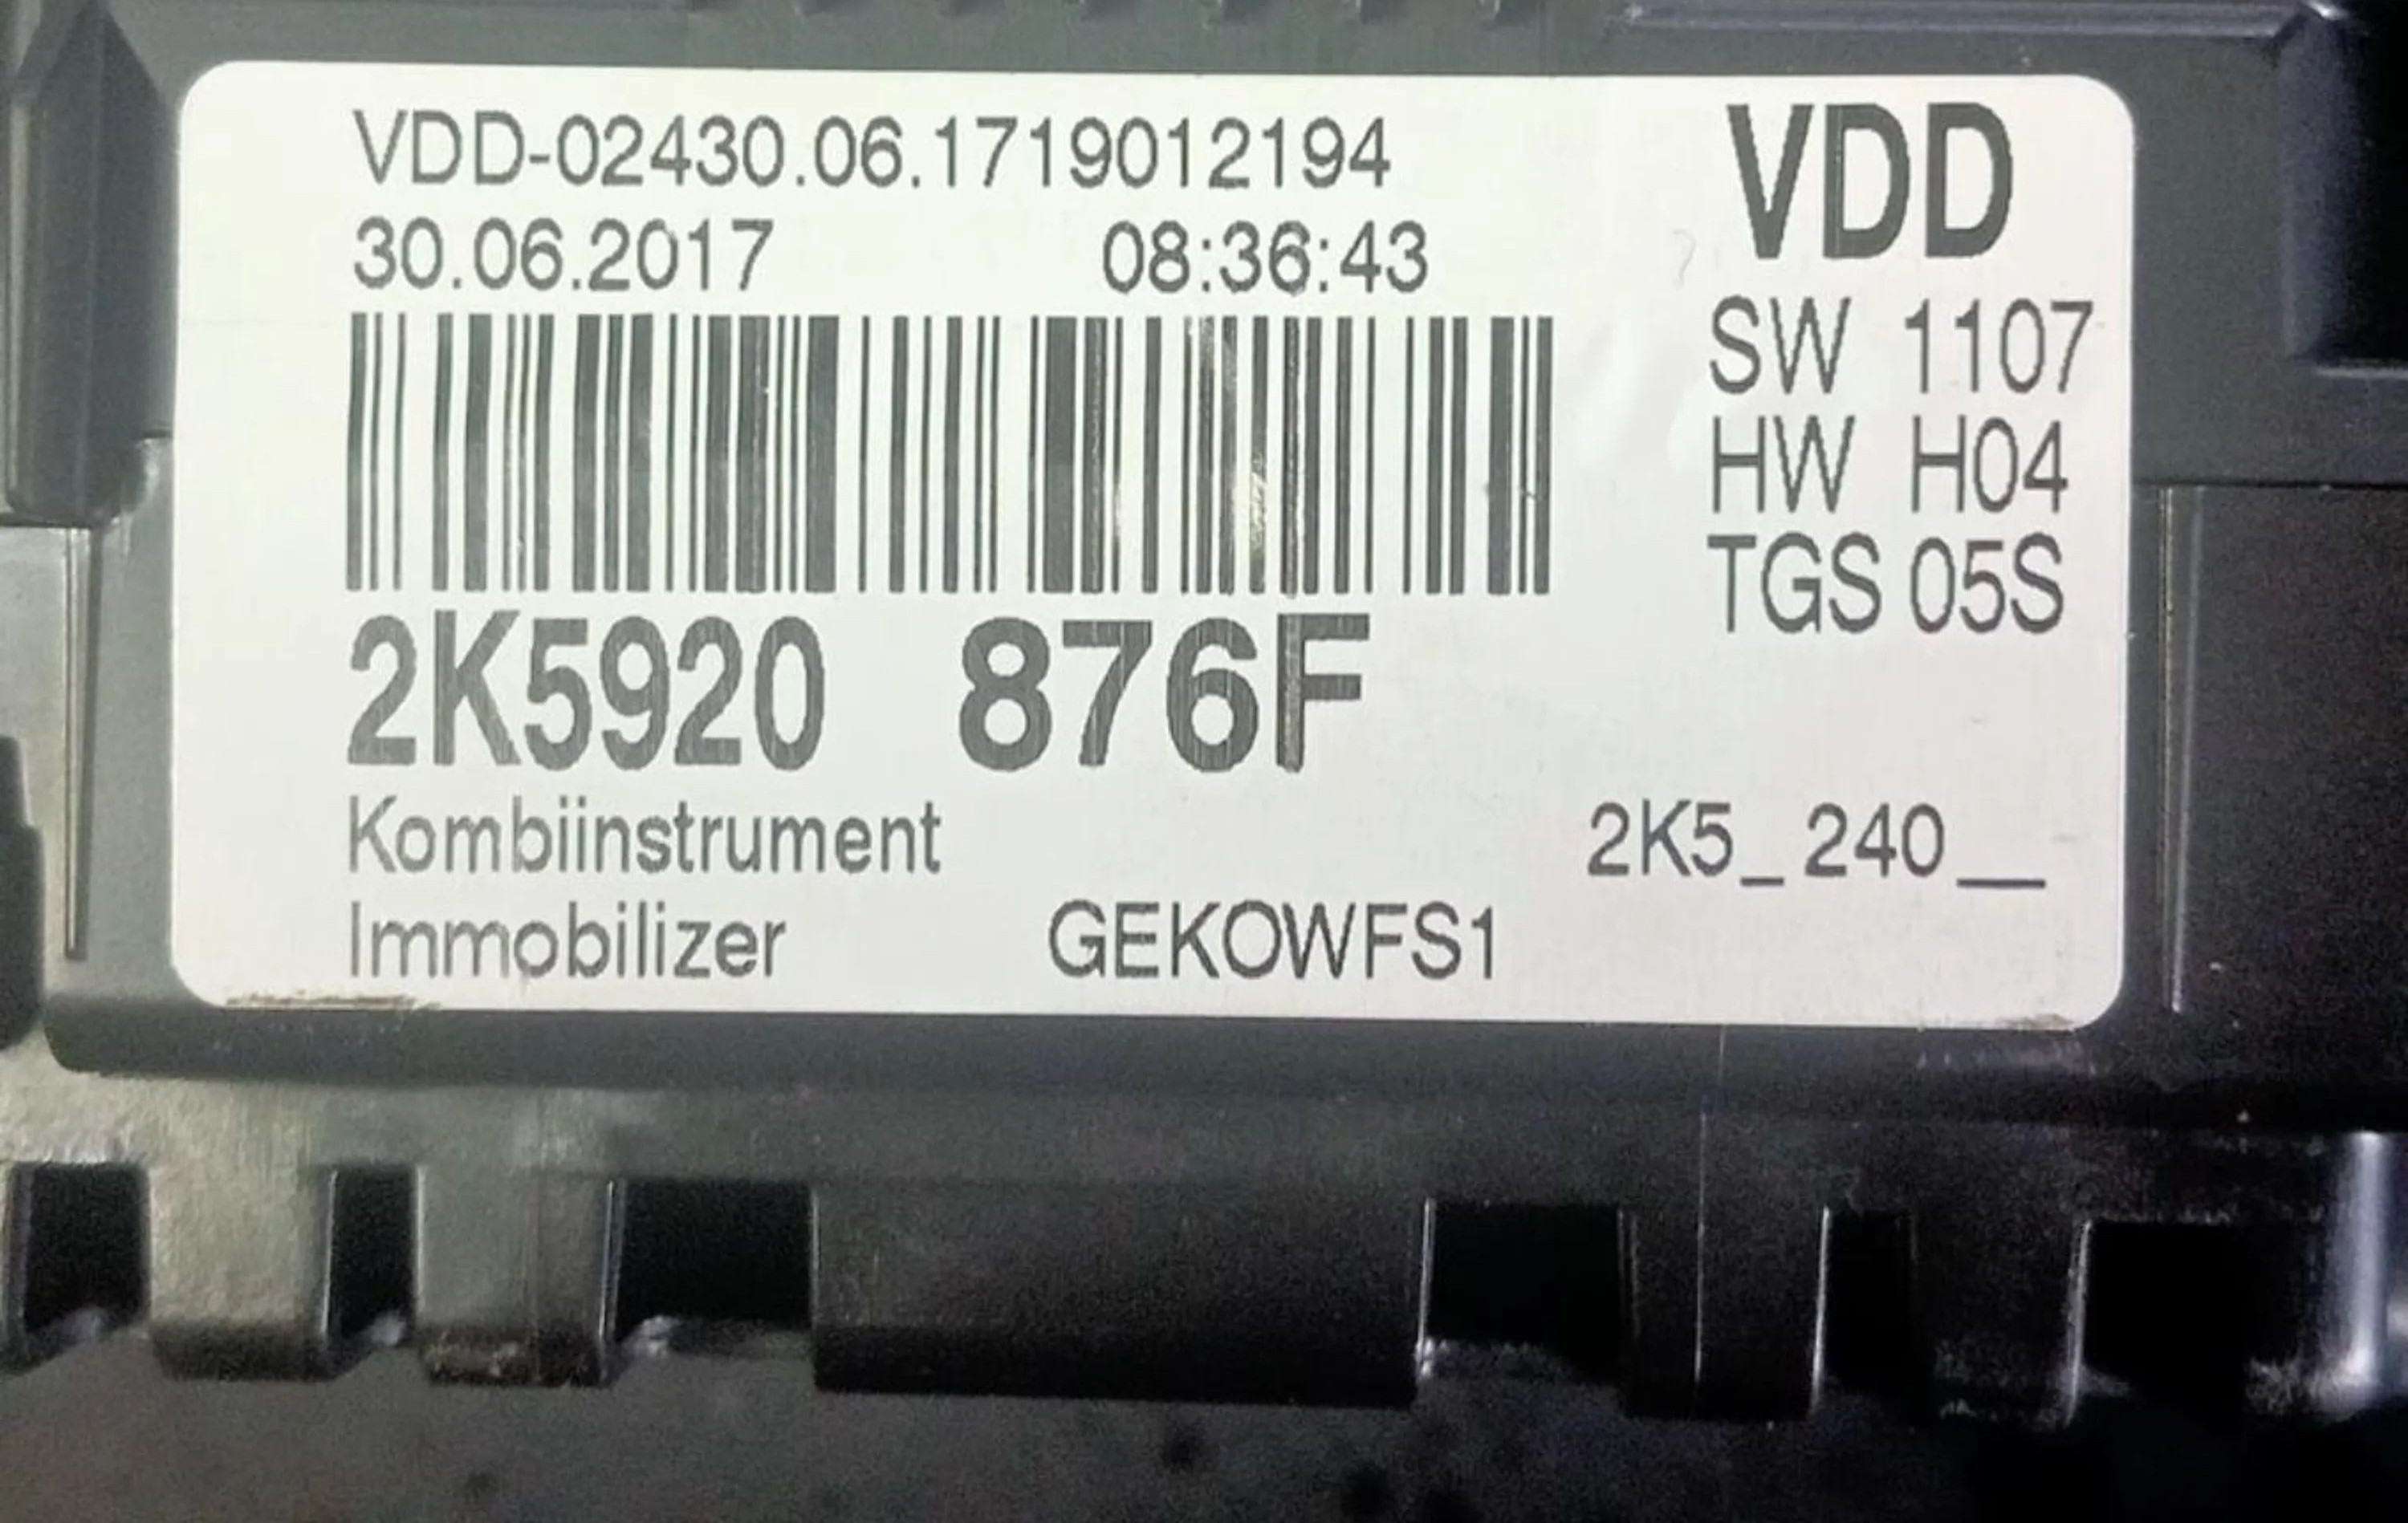 VDD-02430.06.1719012194
30.06.2017 08:36:43
VDD
SW 1107
HW H04
TGS 05S
2K5920 876F
Kombiinstrument 2K5_240__
Immobilizer GEKOWFS1